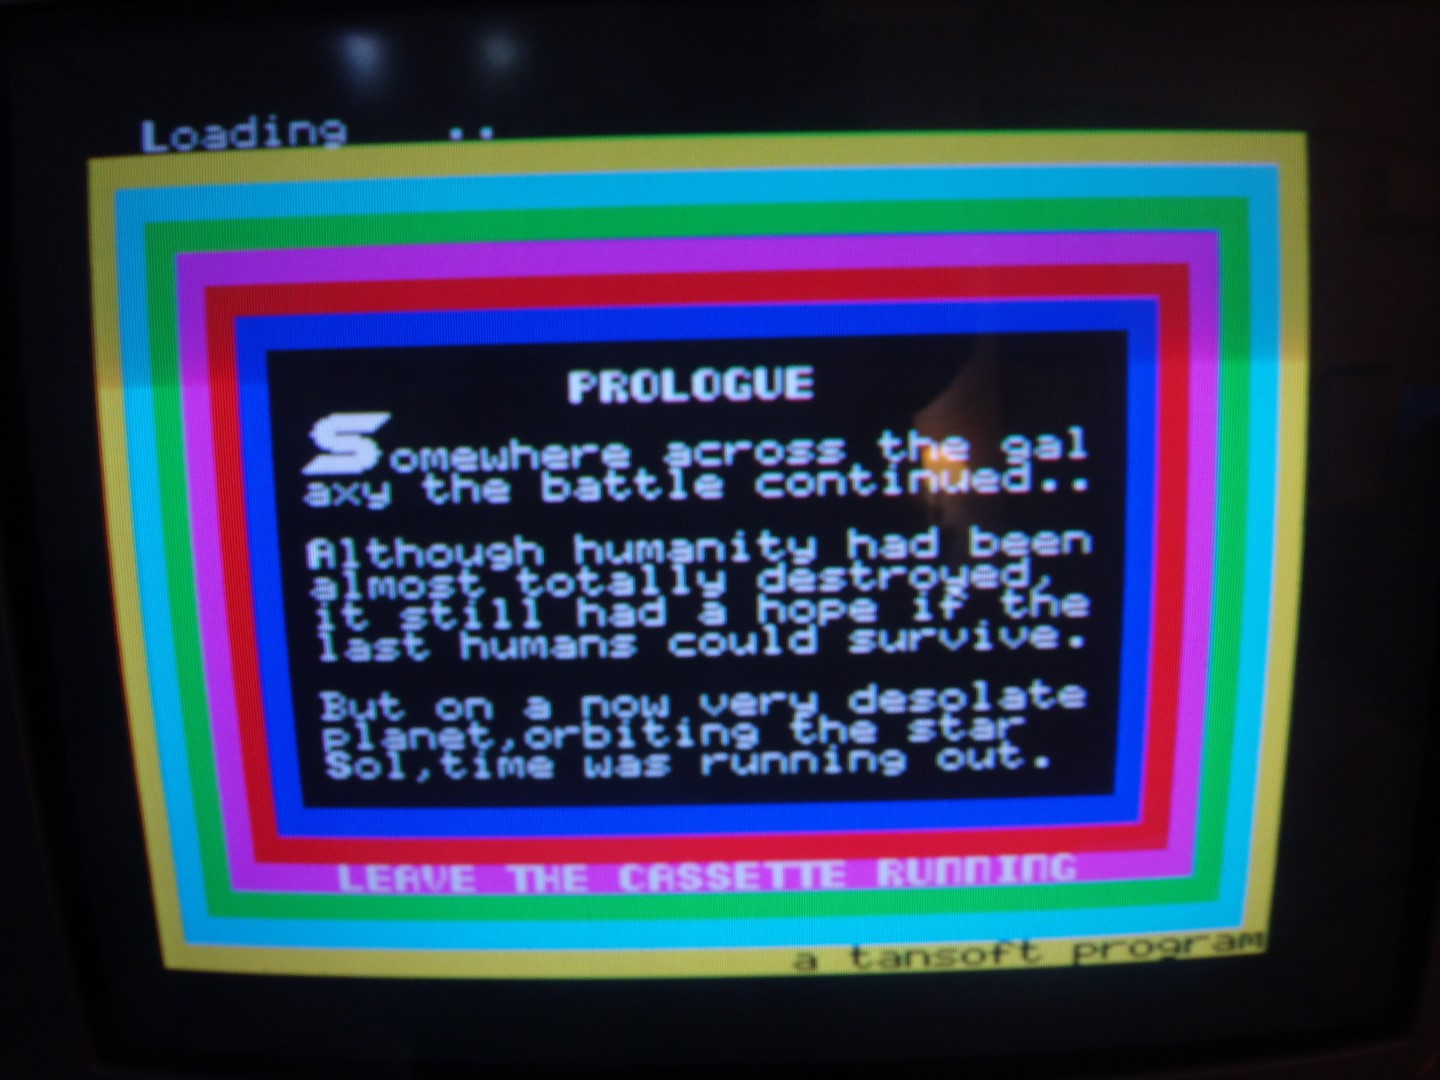 Loading ..
PROLOGUE
Somewhere across the gal
axy the battle continued..
Although humanity had been
almost totally destroyed,
it still had a hope if the
last humans could survive.
But on a now very desolate
planet,orbiting the star
Sol,time was running out.
LEAVE THE CASSETTE RUNNING
a tansoft program